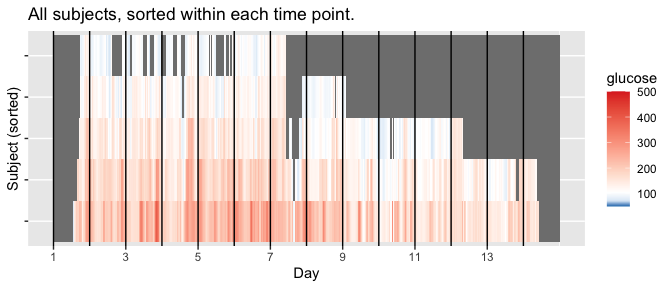 All subjects, sorted within each time point.
Subject (sorted)
glucose
500
400
300
200
100
1 3 5 7 9 11 13
Day